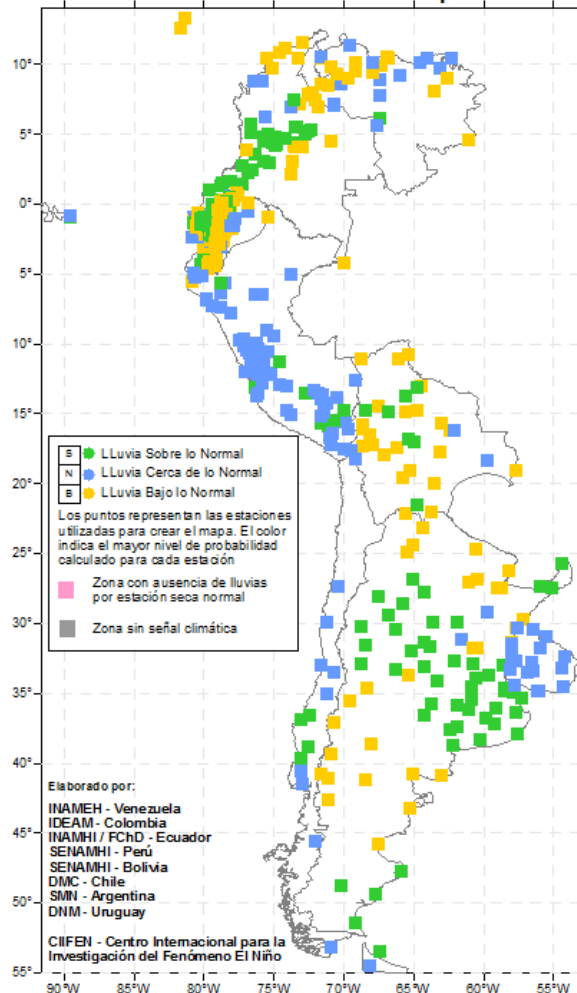 10°
5°
0°
5°
10°
15°
20°
25°
30°
35°
40°
45°
50°
55°
S LLuvia Sobre lo Normal
N LLuvia Cerca de lo Normal
B LLuvia Bajo lo Normal
Los puntos representan las estaciones
utilizadas para crear el mapa. El color
indica el mayor nivel de probabilidad
calculado para cada estación
Zona con ausencia de lluvias
por estación seca normal
Zona sin señal climática
Elaborado por:
INAMEH - Venezuela
IDEAM - Colombia
INAMHI / FChD - Ecuador
SENAMHI - Perú
SENAMHI - Bolivia
DMC - Chile
SMN - Argentina
DNM - Uruguay
CIIFEN - Centro Internacional para la
Investigación del Fenómeno El Niño
90°W 85°W 80°W 75°W 70°W 65°W 60°W 55°W